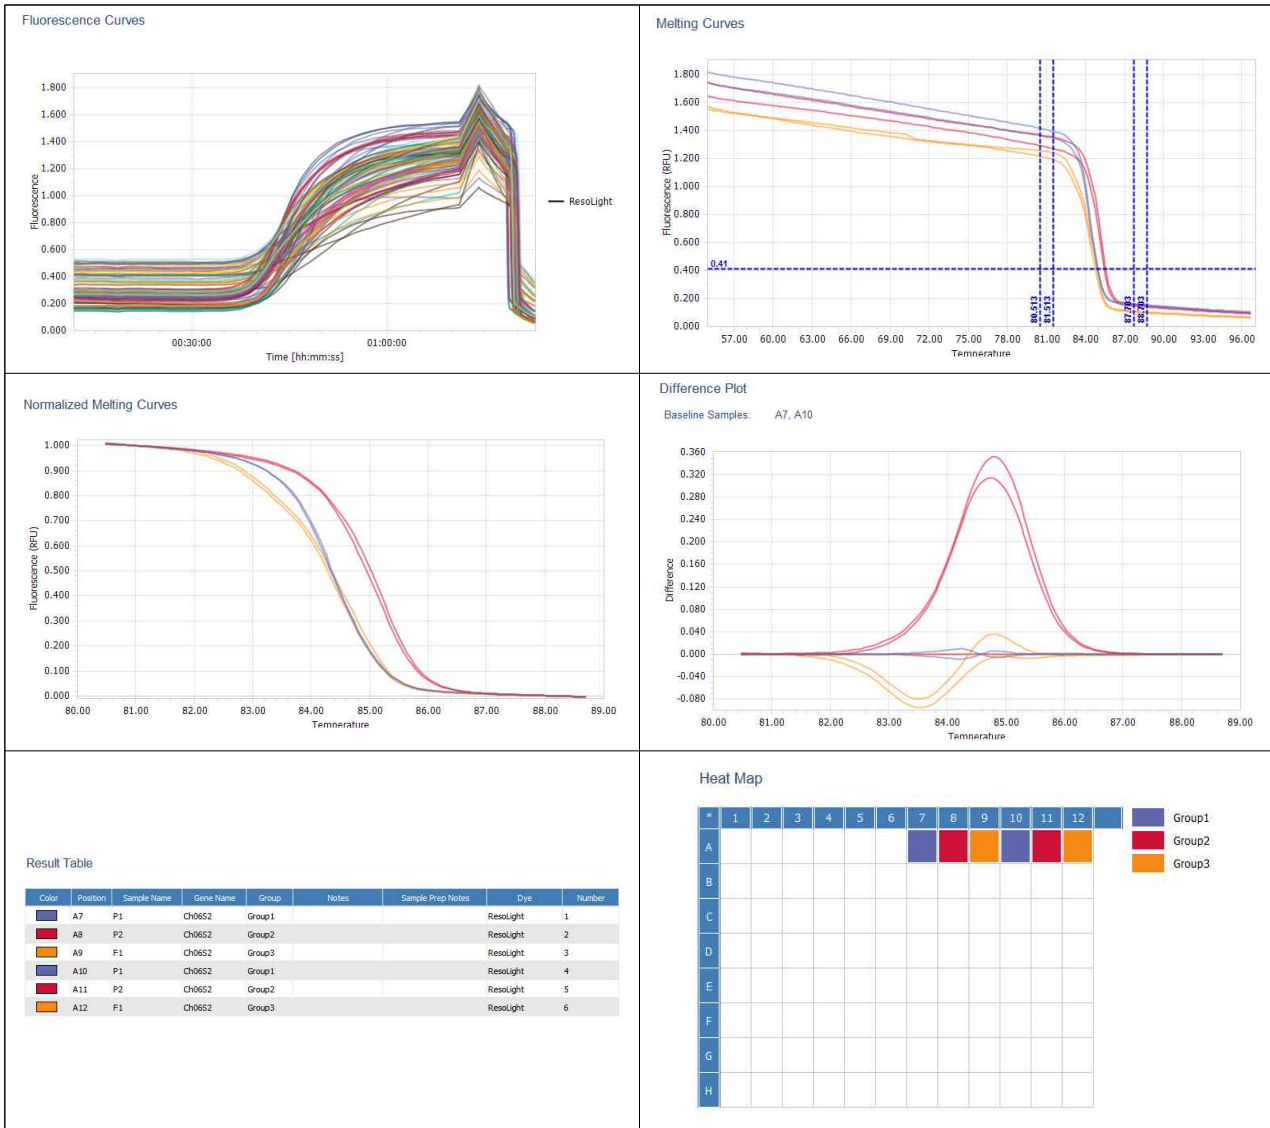 Fluorescence Curves
1.800
1.600
1.400
1.200
1.000
0.800
0.600
0.400
0.200
0.000
Fluorescence
00:30:00 01:00:00
Time [hh:mm:ss]
ResoLight
Melting Curves
1.800
1.600
1.400
1.200
1.000
0.800
0.600
0.400
0.200
0.000
Fluorescence (RFU)
0.41
80.513
81.513
87.703
88.703
57.00 60.00 63.00 66.00 69.00 72.00 75.00 78.00 81.00 84.00 87.00 90.00 93.00 96.00
Temperature
Normalized Melting Curves
1.000
0.900
0.800
0.700
0.600
0.500
0.400
0.300
0.200
0.100
0.000
Fluorescence (RFU)
80.00 81.00 82.00 83.00 84.00 85.00 86.00 87.00 88.00 89.00
Temperature
Difference Plot
Baseline Samples: A7, A10
0.360
0.320
0.280
0.240
0.200
0.160
0.120
0.080
0.040
0.000
-0.040
-0.080
Difference
80.00 81.00 82.00 83.00 84.00 85.00 86.00 87.00 88.00 89.00
Temperature
Result Table
Color Position Sample Name Gene Name Group Notes Sample Prep Notes Dye Number
A7 P1 Ch06S2 Group1 ResoLight 1
A8 P2 Ch06S2 Group2 ResoLight 2
A9 F1 Ch06S2 Group3 ResoLight 3
A10 P1 Ch06S2 Group1 ResoLight 4
A11 P2 Ch06S2 Group2 ResoLight 5
A12 F1 Ch06S2 Group3 ResoLight 6
Heat Map
* 1 2 3 4 5 6 7 8 9 10 11 12
A
B
C
D
E
F
G
H
Group1
Group2
Group3